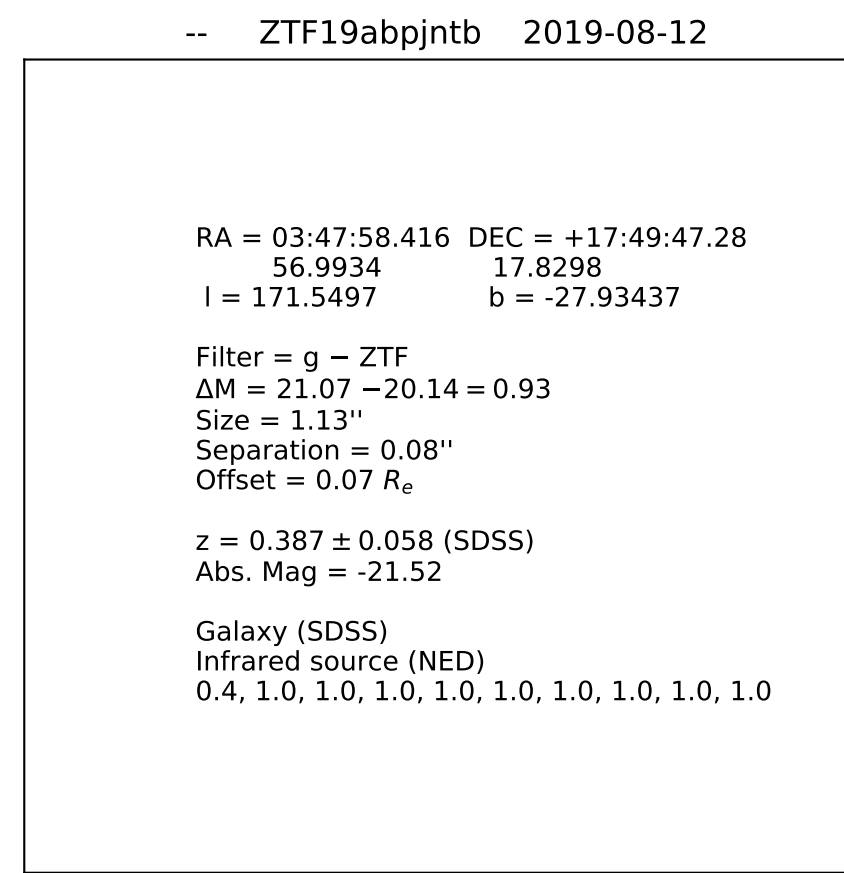 -- ZTF19abpjntb 2019-08-12
RA = 03:47:58.416 DEC = +17:49:47.28
56.9934 17.8298
l = 171.5497 b = -27.93437
Filter = g − ZTF
ΔM = 21.07 −20.14 = 0.93
Size = 1.13''
Separation = 0.08''
Offset = 0.07 Rₑ
z = 0.387 ± 0.058 (SDSS)
Abs. Mag = -21.52
Galaxy (SDSS)
Infrared source (NED)
0.4, 1.0, 1.0, 1.0, 1.0, 1.0, 1.0, 1.0, 1.0, 1.0